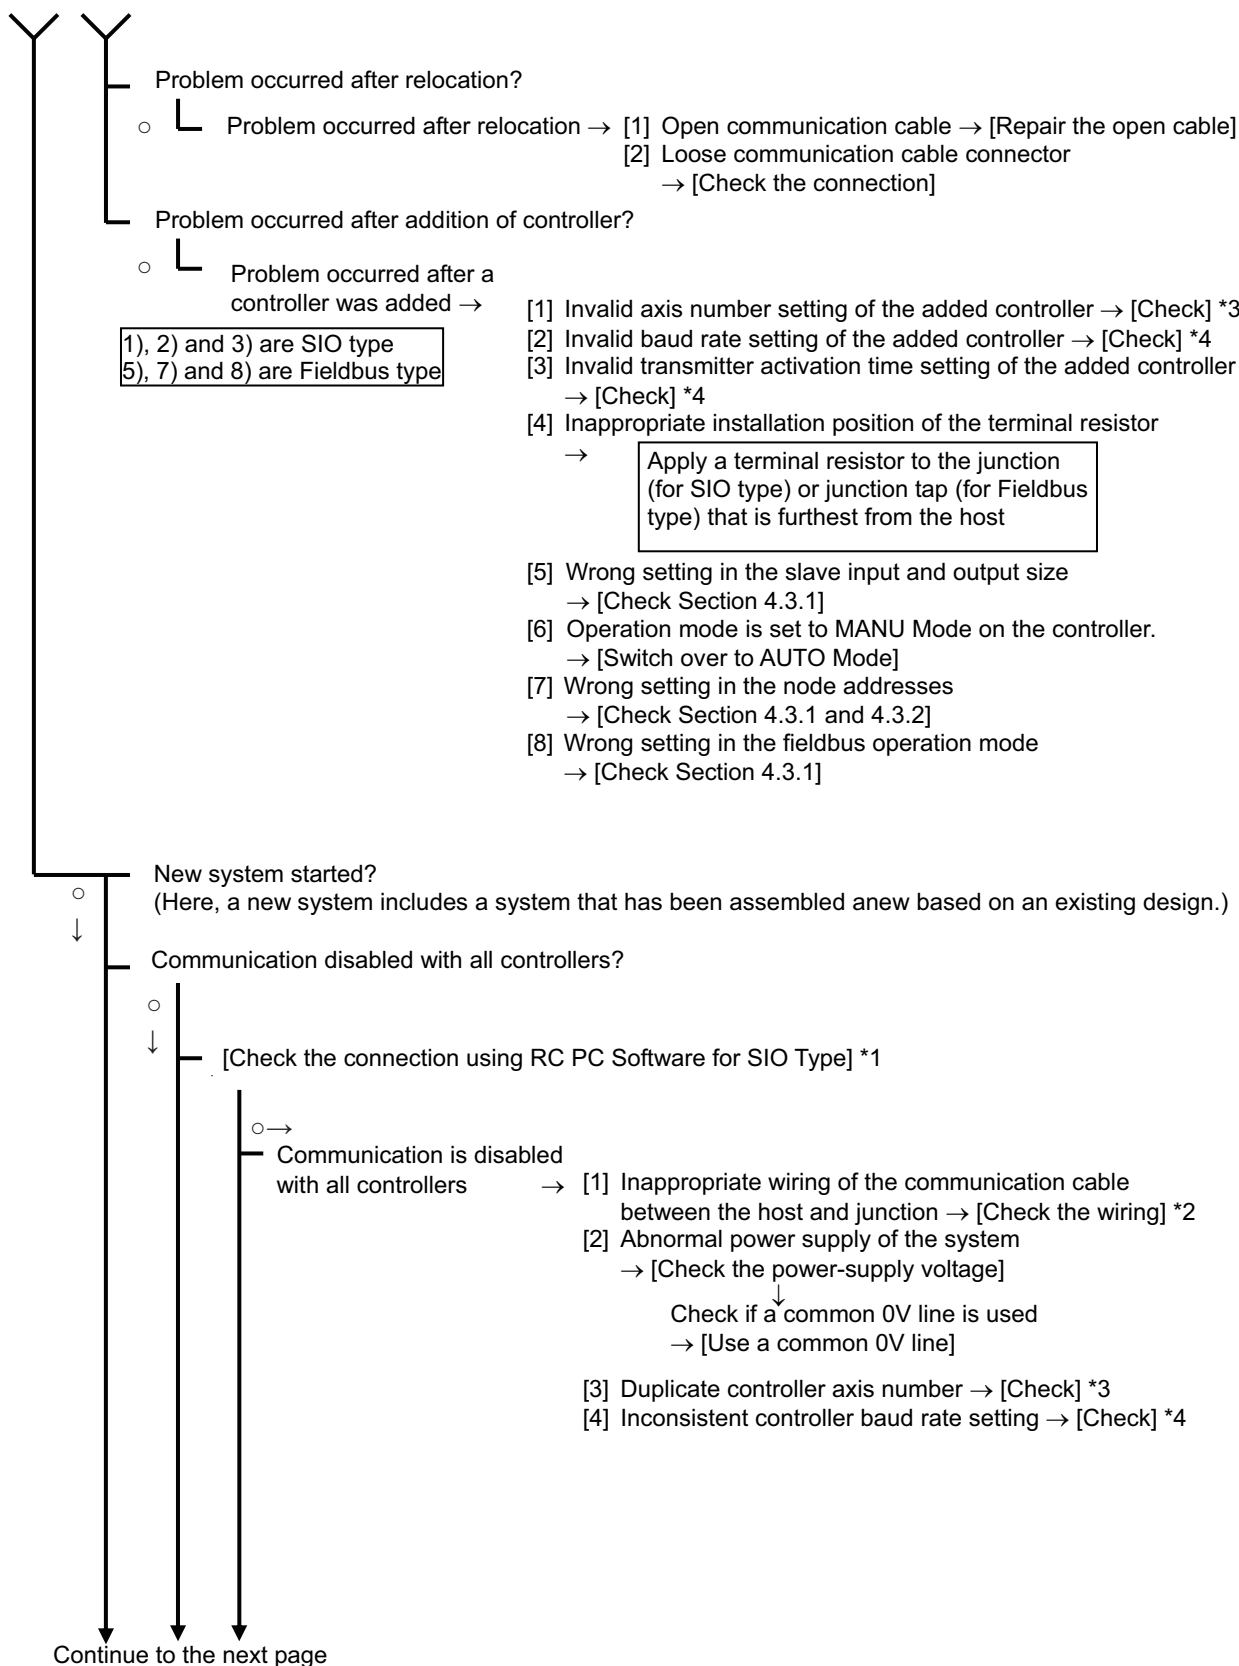 Problem occurred after relocation?
○ Problem occurred after relocation → [1] Open communication cable → [Repair the open cable]
[2] Loose communication cable connector
→ [Check the connection]
Problem occurred after addition of controller?
○ Problem occurred after a
controller was added →
1), 2) and 3) are SIO type
5), 7) and 8) are Fieldbus type
[1] Invalid axis number setting of the added controller → [Check] *3
[2] Invalid baud rate setting of the added controller → [Check] *4
[3] Invalid transmitter activation time setting of the added controller
→ [Check] *4
[4] Inappropriate installation position of the terminal resistor
→
Apply a terminal resistor to the junction
(for SIO type) or junction tap (for Fieldbus
type) that is furthest from the host
[5] Wrong setting in the slave input and output size
→ [Check Section 4.3.1]
[6] Operation mode is set to MANU Mode on the controller.
→ [Switch over to AUTO Mode]
[7] Wrong setting in the node addresses
→ [Check Section 4.3.1 and 4.3.2]
[8] Wrong setting in the fieldbus operation mode
→ [Check Section 4.3.1]
New system started?
○
(Here, a new system includes a system that has been assembled anew based on an existing design.)
↓
Communication disabled with all controllers?
○
↓
[Check the connection using RC PC Software for SIO Type] *1
○→
Communication is disabled
with all controllers →
[1] Inappropriate wiring of the communication cable
between the host and junction → [Check the wiring] *2
[2] Abnormal power supply of the system
→ [Check the power-supply voltage]
↓
Check if a common 0V line is used
→ [Use a common 0V line]
[3] Duplicate controller axis number → [Check] *3
[4] Inconsistent controller baud rate setting → [Check] *4
Continue to the next page